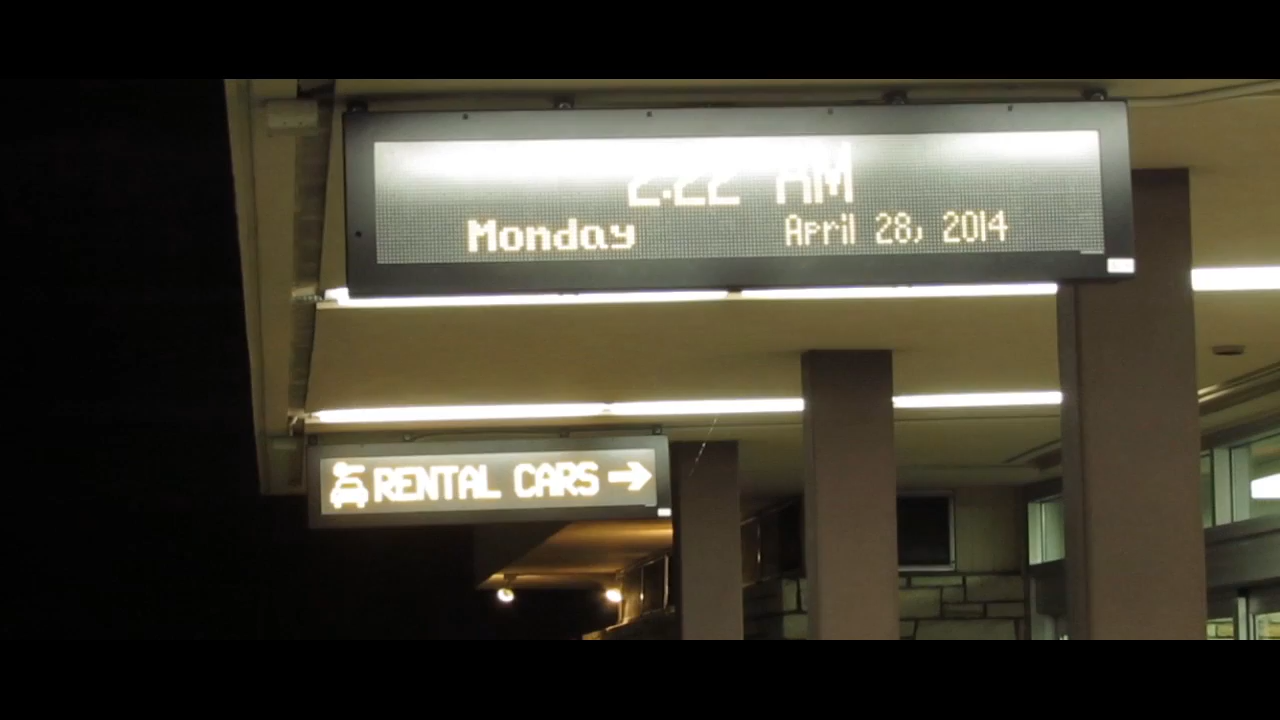 2:22 AM
Monday April 28, 2014
RENTAL CARS →